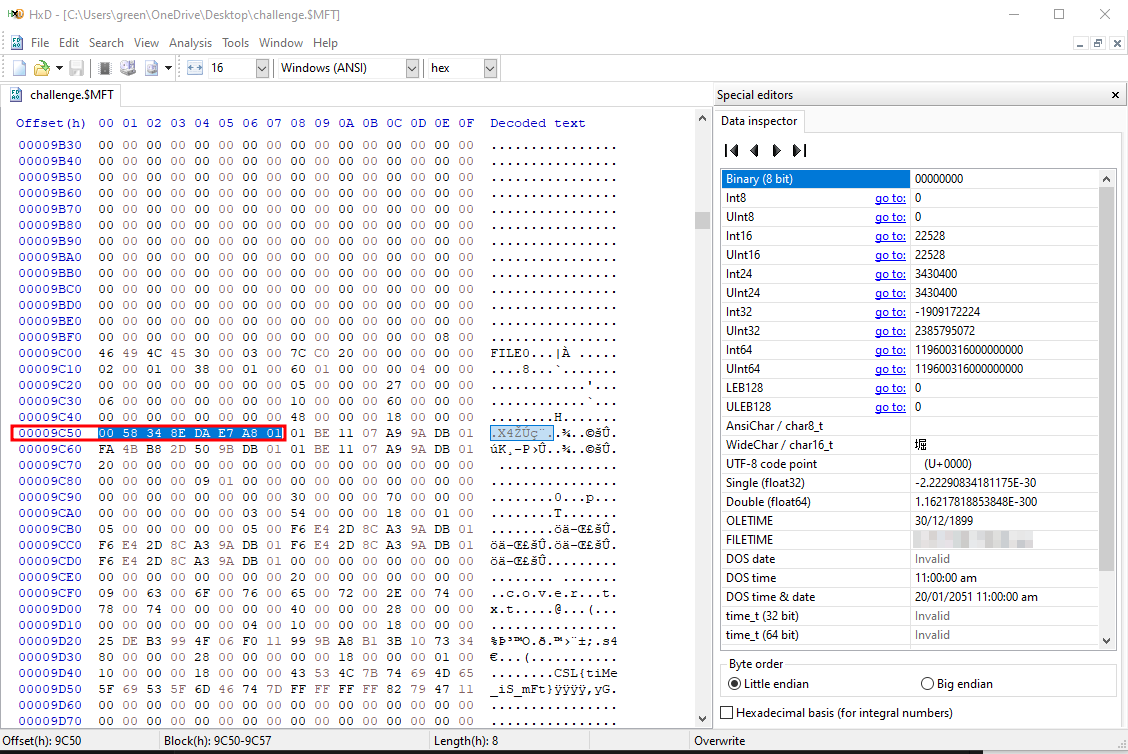 HxD - [C:\Users\green\OneDrive\Desktop\challenge.$MFT]
File Edit Search View Analysis Tools Window Help
16 Windows (ANSI) hex
challenge.$MFT
Offset(h) 00 01 02 03 04 05 06 07 08 09 0A 0B 0C 0D 0E 0F Decoded text
00009B30 00 00 00 00 00 00 00 00 00 00 00 00 00 00 00 00 ................
00009B40 00 00 00 00 00 00 00 00 00 00 00 00 00 00 00 00 ................
00009B50 00 00 00 00 00 00 00 00 00 00 00 00 00 00 00 00 ................
00009B60 00 00 00 00 00 00 00 00 00 00 00 00 00 00 00 00 ................
00009B70 00 00 00 00 00 00 00 00 00 00 00 00 00 00 00 00 ................
00009B80 00 00 00 00 00 00 00 00 00 00 00 00 00 00 00 00 ................
00009B90 00 00 00 00 00 00 00 00 00 00 00 00 00 00 00 00 ................
00009BA0 00 00 00 00 00 00 00 00 00 00 00 00 00 00 00 00 ................
00009BB0 00 00 00 00 00 00 00 00 00 00 00 00 00 00 00 00 ................
00009BC0 00 00 00 00 00 00 00 00 00 00 00 00 00 00 00 00 ................
00009BD0 00 00 00 00 00 00 00 00 00 00 00 00 00 00 00 00 ................
00009BE0 00 00 00 00 00 00 00 00 00 00 00 00 00 00 00 00 ................
00009BF0 00 00 00 00 00 00 00 00 00 00 00 00 00 00 08 00 ................
00009C00 46 49 4C 45 30 00 03 00 7C C0 20 00 00 00 00 00 FILE0...|À .....
00009C10 02 00 01 00 38 00 01 00 60 01 00 00 00 04 00 00 ....8...`.......
00009C20 00 00 00 00 00 00 00 00 05 00 00 00 27 00 00 00 ............'...
00009C30 06 00 00 00 00 00 00 00 10 00 00 00 60 00 00 00 ............`...
00009C40 00 00 00 00 00 00 00 00 48 00 00 00 18 00 00 00 ........H.......
00009C50 00 58 34 8E DA E7 A8 01 01 BE 11 07 A9 9A DB 01 .X4ŽÚç¨..¾..©šÛ.
00009C60 FA 4B B8 2D 50 9B DB 01 01 BE 11 07 A9 9A DB 01 úK¸-P›Û..¾..©šÛ.
00009C70 20 00 00 00 00 00 00 00 00 00 00 00 00 00 00 00  ...............
00009C80 00 00 00 00 09 01 00 00 00 00 00 00 00 00 00 00 ................
00009C90 00 00 00 00 00 00 00 00 30 00 00 00 70 00 00 00 ........0...p...
00009CA0 00 00 00 00 00 00 03 00 54 00 00 00 18 00 01 00 ........T.......
00009CB0 05 00 00 00 00 00 05 00 F6 E4 2D 8C A3 9A DB 01 ........öä-Œ£šÛ.
00009CC0 F6 E4 2D 8C A3 9A DB 01 F6 E4 2D 8C A3 9A DB 01 öä-Œ£šÛ.öä-Œ£šÛ.
00009CD0 F6 E4 2D 8C A3 9A DB 01 00 00 00 00 00 00 00 00 öä-Œ£šÛ.........
00009CE0 00 00 00 00 00 00 00 00 20 00 00 00 00 00 00 00 ........ .......
00009CF0 09 00 63 00 6F 00 76 00 65 00 72 00 2E 00 74 00 ..c.o.v.e.r...t.
00009D00 78 00 74 00 00 00 00 00 40 00 00 00 28 00 00 00 x.t.....@...(...
00009D10 00 00 00 00 00 00 04 00 10 00 00 00 18 00 00 00 ................
00009D20 25 DE B3 99 4F 06 F0 11 99 9B A8 B1 3B 10 73 34 %Þ³™O.ð.™›¨±;.s4
00009D30 80 00 00 00 28 00 00 00 00 00 18 00 00 00 01 00 €...(...........
00009D40 10 00 00 00 18 00 00 00 43 53 4C 7B 74 69 4D 65 ........CSL{tiMe
00009D50 5F 69 53 5F 6D 46 74 7D FF FF FF FF 82 79 47 11 _iS_mFt}ÿÿÿÿ‚yG.
00009D60 00 00 00 00 00 00 00 00 00 00 00 00 00 00 00 00 ................
00009D70 00 00 00 00 00 00 00 00 00 00 00 00 00 00 00 00 ................
Special editors
Data inspector
Binary (8 bit) 00000000
Int8 go to: 0
UInt8 go to: 0
Int16 go to: 22528
UInt16 go to: 22528
Int24 go to: 3430400
UInt24 go to: 3430400
Int32 go to: -1909172224
UInt32 go to: 2385795072
Int64 go to: 119600316000000000
UInt64 go to: 119600316000000000
LEB128 go to: 0
ULEB128 go to: 0
AnsiChar / char8_t
WideChar / char16_t 堀
UTF-8 code point (U+0000)
Single (float32) -2.22290834181175E-30
Double (float64) 1.16217818853848E-300
OLETIME 30/12/1899
FILETIME
DOS date Invalid
DOS time 11:00:00 am
DOS time & date 20/01/2051 11:00:00 am
time_t (32 bit) Invalid
time_t (64 bit) Invalid
Byte order
Little endian Big endian
Hexadecimal basis (for integral numbers)
Offset(h): 9C50 Block(h): 9C50-9C57 Length(h): 8 Overwrite